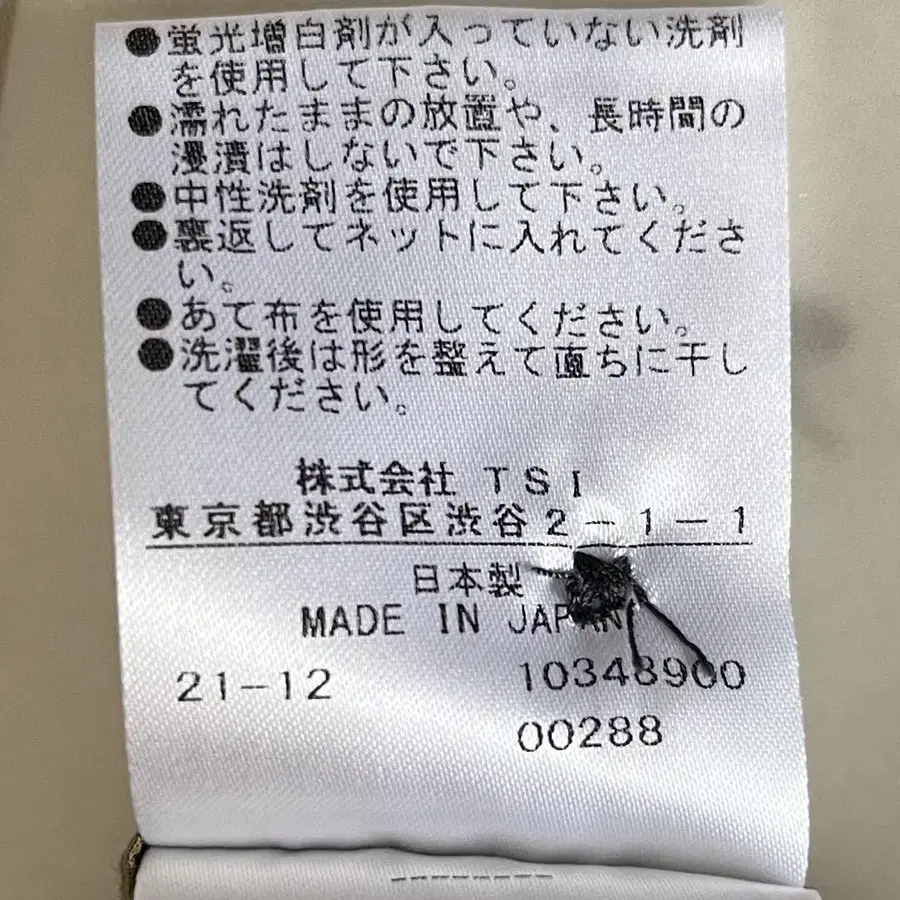 ●蛍光増白剤が入っていない洗剤
を使用して下さい。
●濡れたままの放置や、長時間の
浸漬はしないで下さい。
●中性洗剤を使用して下さい。
●裏返してネットに入れてくださ
い。
●あて布を使用してください。
●洗濯後は形を整えて直ちに干し
てください。
株式会社 TSI
東京都渋谷区渋谷2-1-1
日本製
MADE IN JAPAN
21-12 10348900
00288